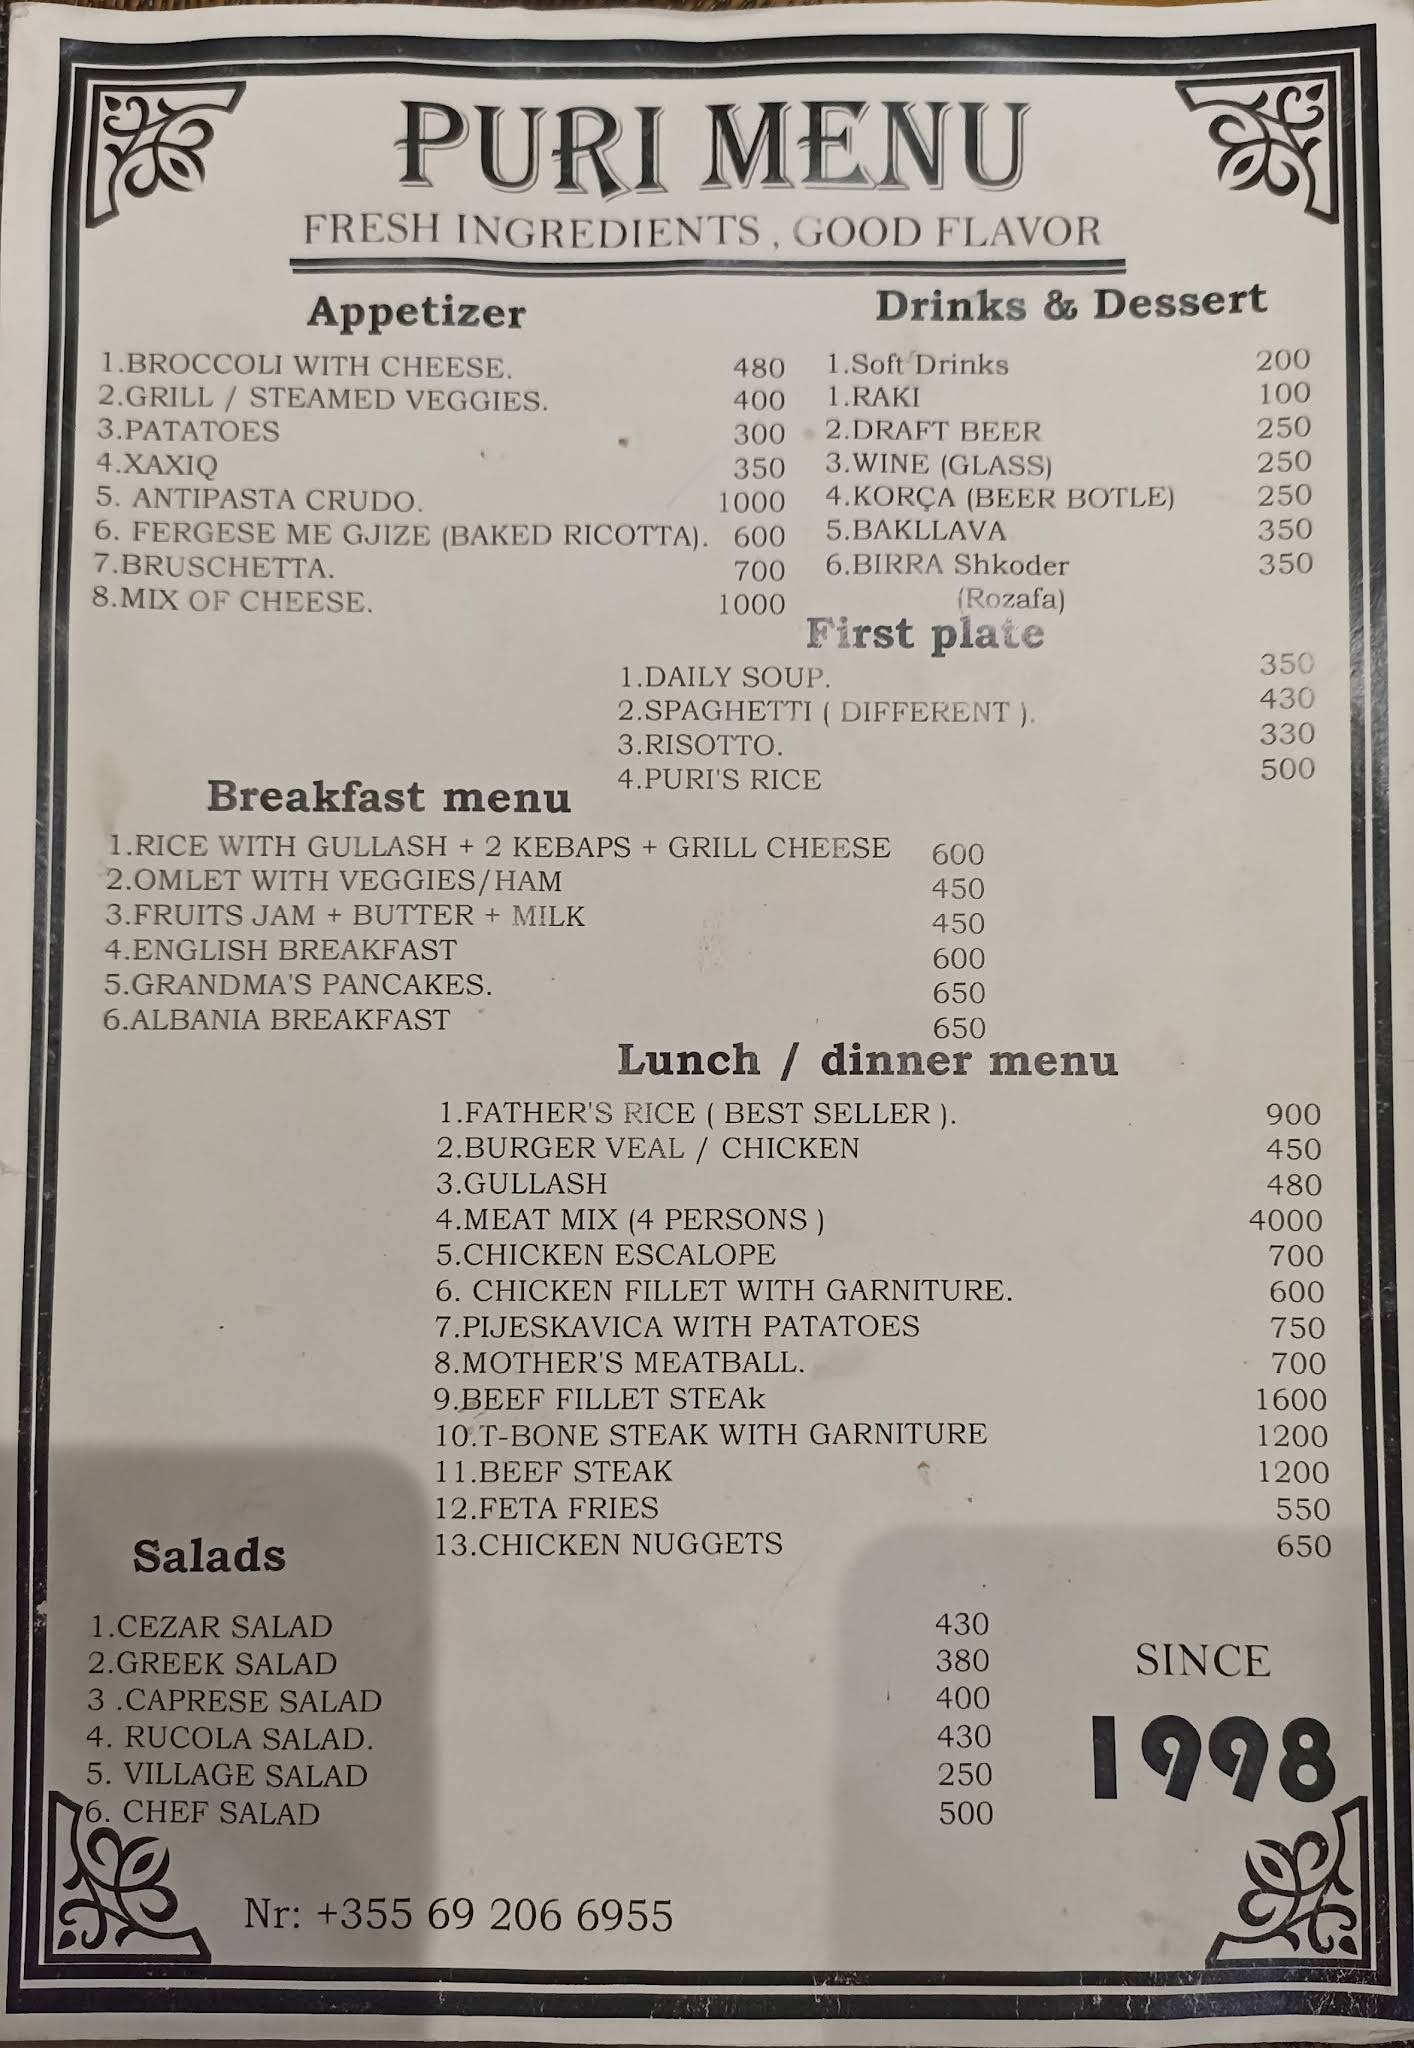 PURI MENU
FRESH INGREDIENTS , GOOD FLAVOR
Appetizer
1.BROCCOLI WITH CHEESE. 480
2.GRILL / STEAMED VEGGIES. 400
3.PATATOES 300
4.XAXIQ 350
5. ANTIPASTA CRUDO. 1000
6. FERGESE ME GJIZE (BAKED RICOTTA). 600
7.BRUSCHETTA. 700
8.MIX OF CHEESE. 1000
Drinks & Dessert
1.Soft Drinks 200
1.RAKI 100
2.DRAFT BEER 250
3.WINE (GLASS) 250
4.KORÇA (BEER BOTLE) 250
5.BAKLLAVA 350
6.BIRRA Shkoder 350
(Rozafa)
First plate
1.DAILY SOUP. 350
2.SPAGHETTI ( DIFFERENT ). 430
3.RISOTTO. 330
4.PURI'S RICE 500
Breakfast menu
1.RICE WITH GULLASH + 2 KEBAPS + GRILL CHEESE 600
2.OMLET WITH VEGGIES/HAM 450
3.FRUITS JAM + BUTTER + MILK 450
4.ENGLISH BREAKFAST 600
5.GRANDMA'S PANCAKES. 650
6.ALBANIA BREAKFAST 650
Lunch / dinner menu
1.FATHER'S RICE ( BEST SELLER ). 900
2.BURGER VEAL / CHICKEN 450
3.GULLASH 480
4.MEAT MIX (4 PERSONS ) 4000
5.CHICKEN ESCALOPE 700
6. CHICKEN FILLET WITH GARNITURE. 600
7.PIJESKAVICA WITH PATATOES 750
8.MOTHER'S MEATBALL. 700
9.BEEF FILLET STEAk 1600
10.T-BONE STEAK WITH GARNITURE 1200
11.BEEF STEAK 1200
12.FETA FRIES 550
13.CHICKEN NUGGETS 650
Salads
1.CEZAR SALAD 430
2.GREEK SALAD 380
3 .CAPRESE SALAD 400
4. RUCOLA SALAD. 430
5. VILLAGE SALAD 250
6. CHEF SALAD 500
SINCE
1998
Nr: +355 69 206 6955